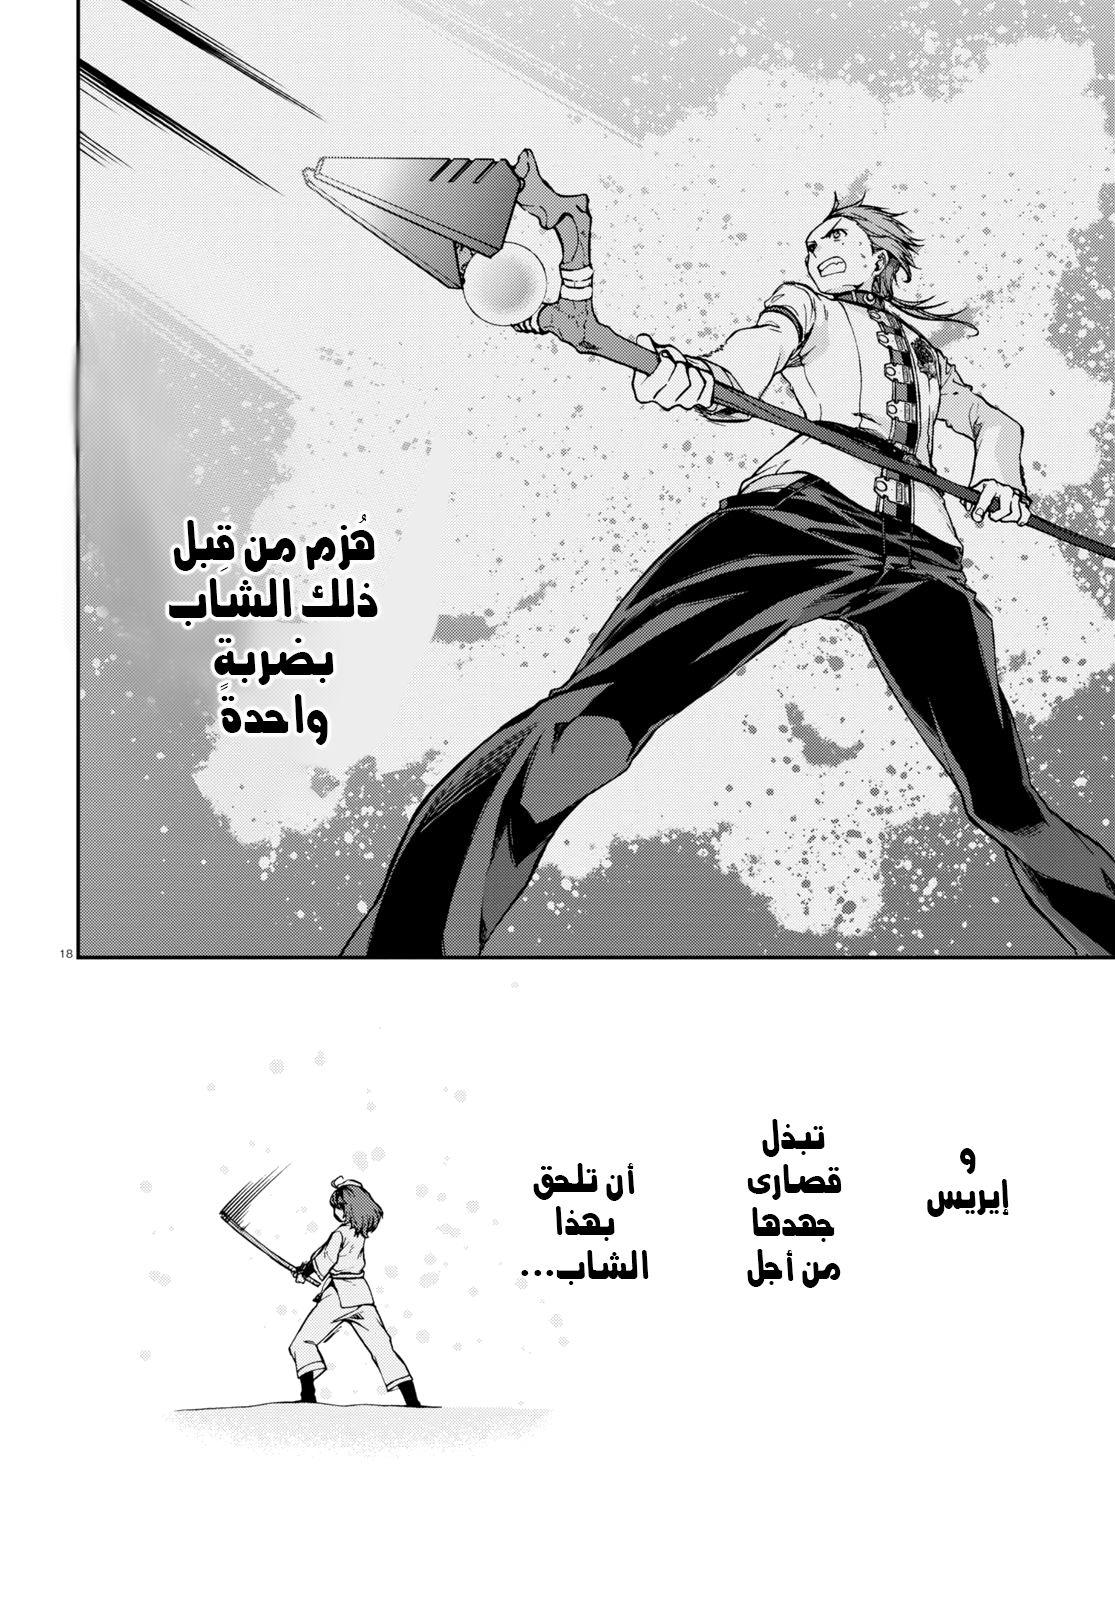 هُزم من قِبل
ذلك الشاب
بضربةٍ
واحدةً
18
و
إيريس
تبذل
قصارى
جهدها
من أجل
أن تلحق
بهذا
الشاب...